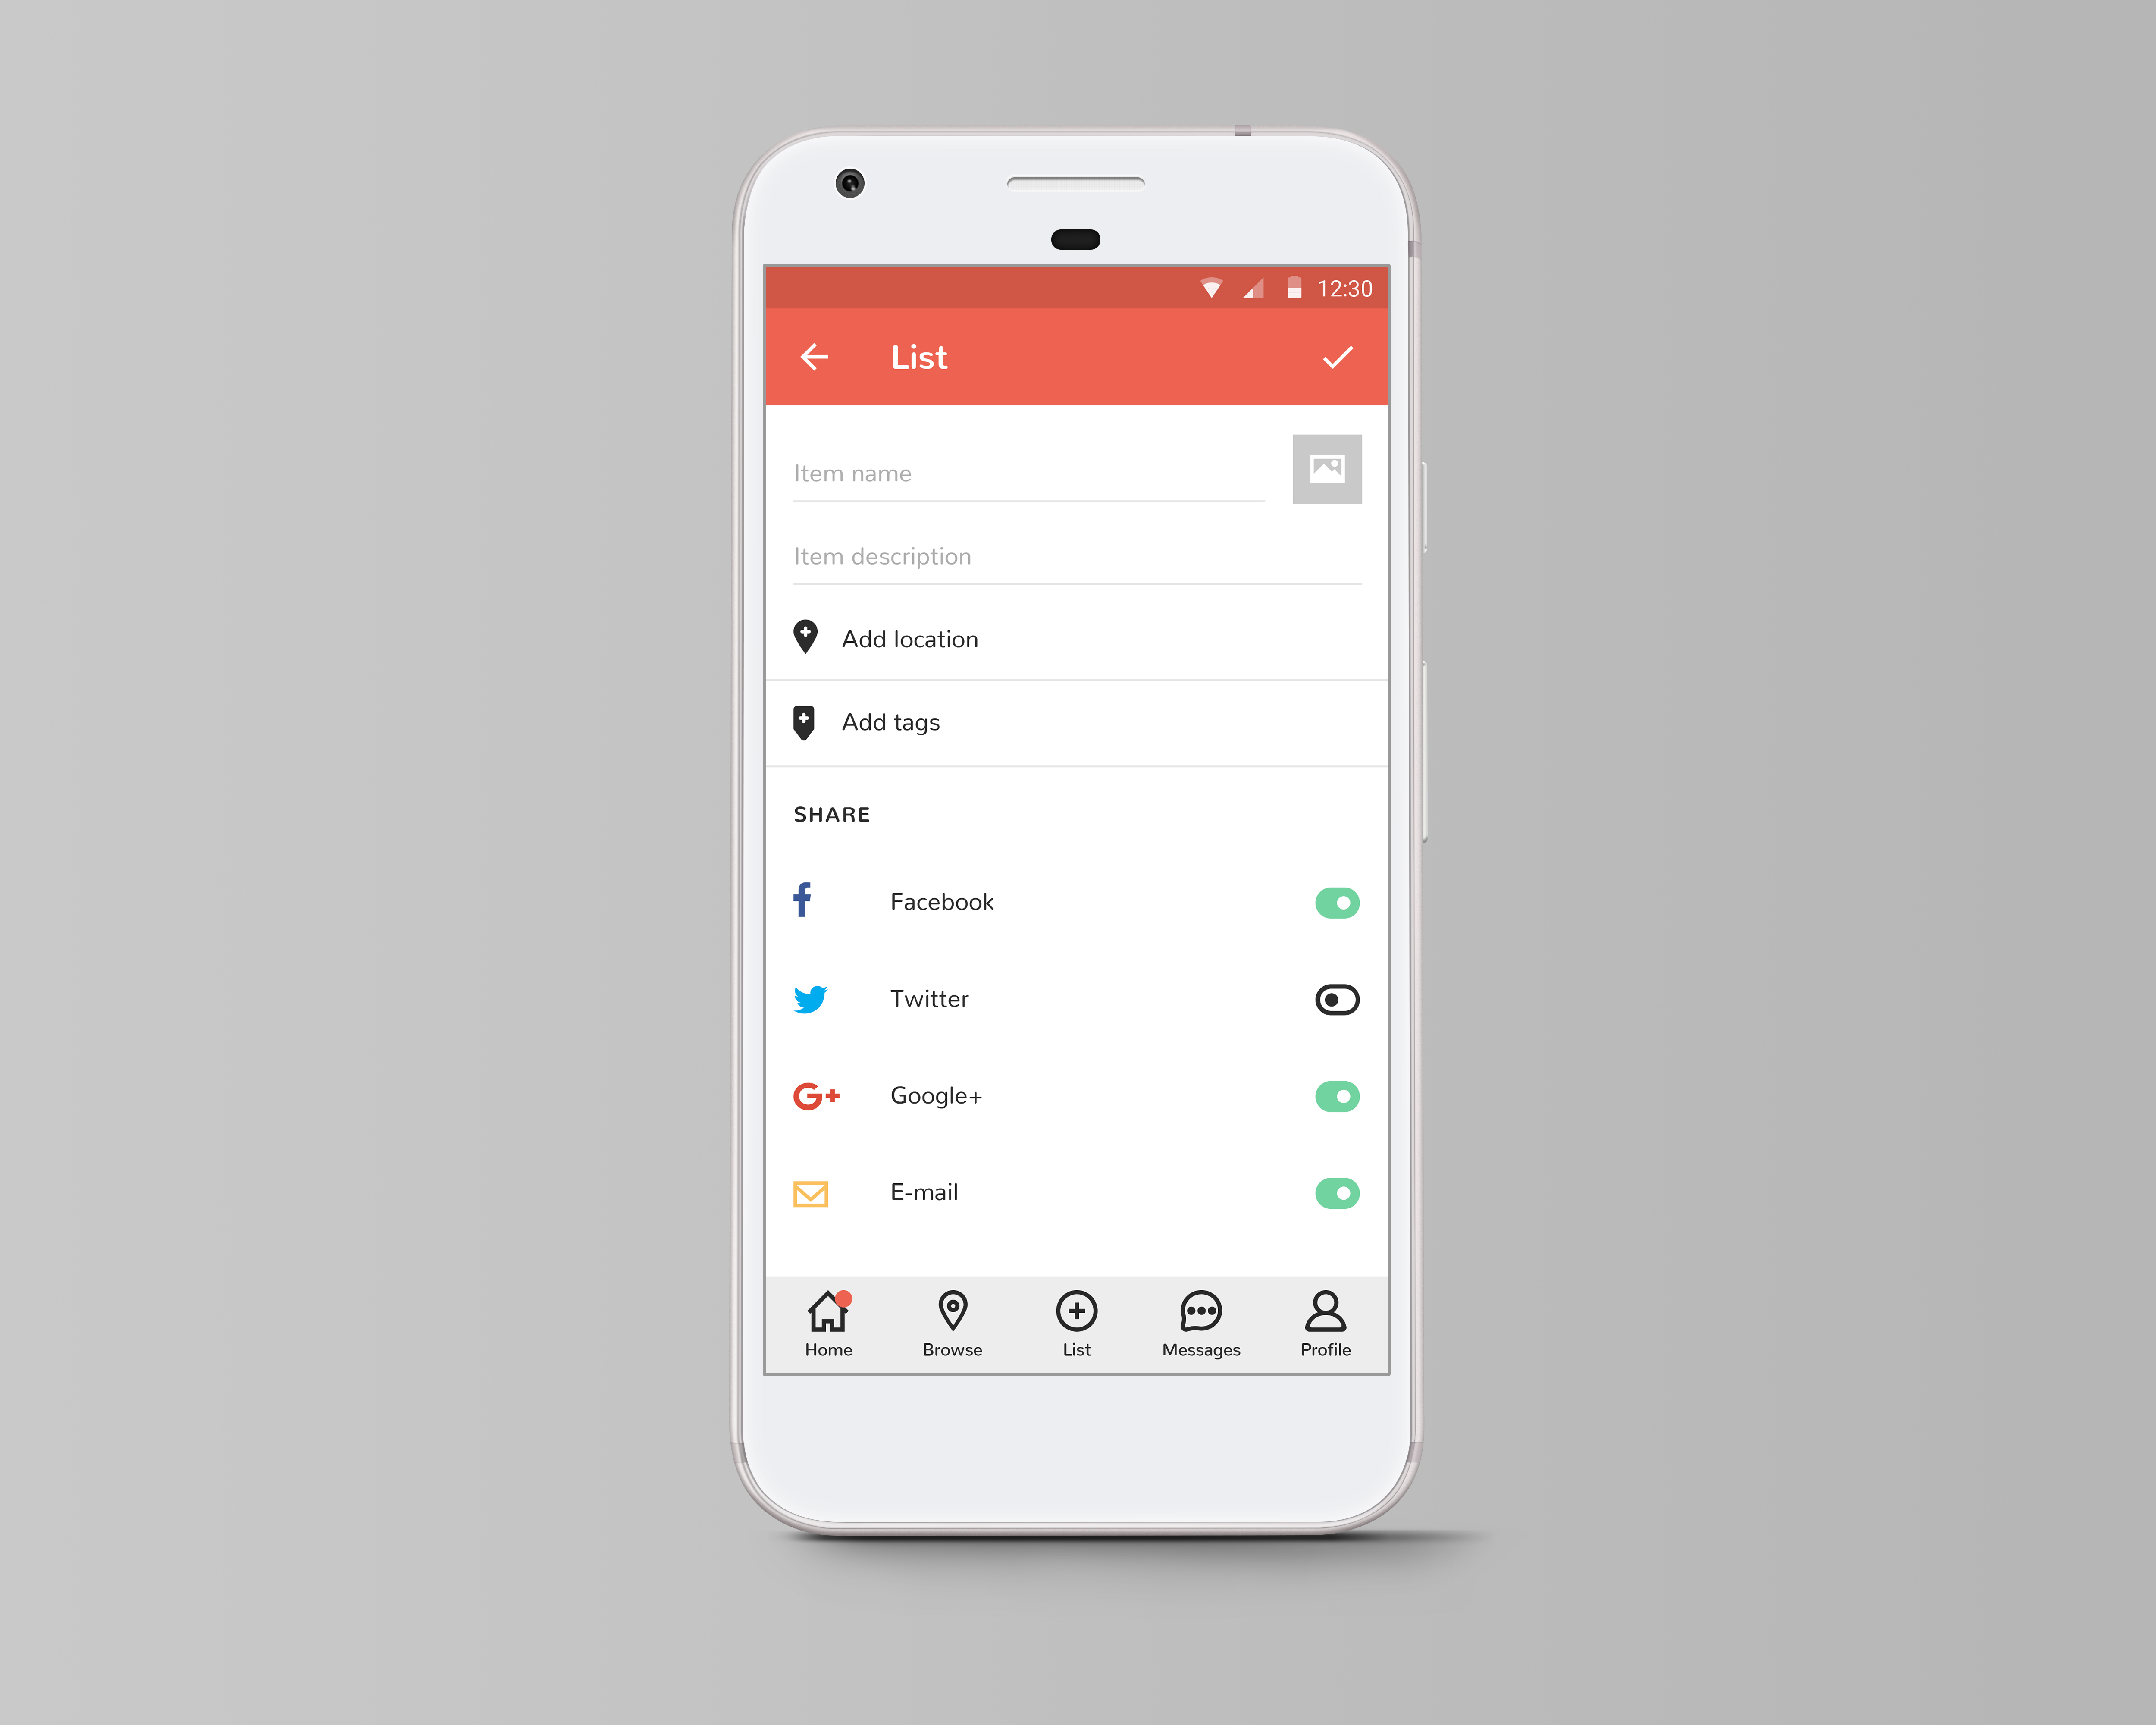 12:30
List
Item name
Item description
Add location
Add tags
SHARE
Facebook
Twitter
G+ Google+
E-mail
Home Browse List Messages Profile